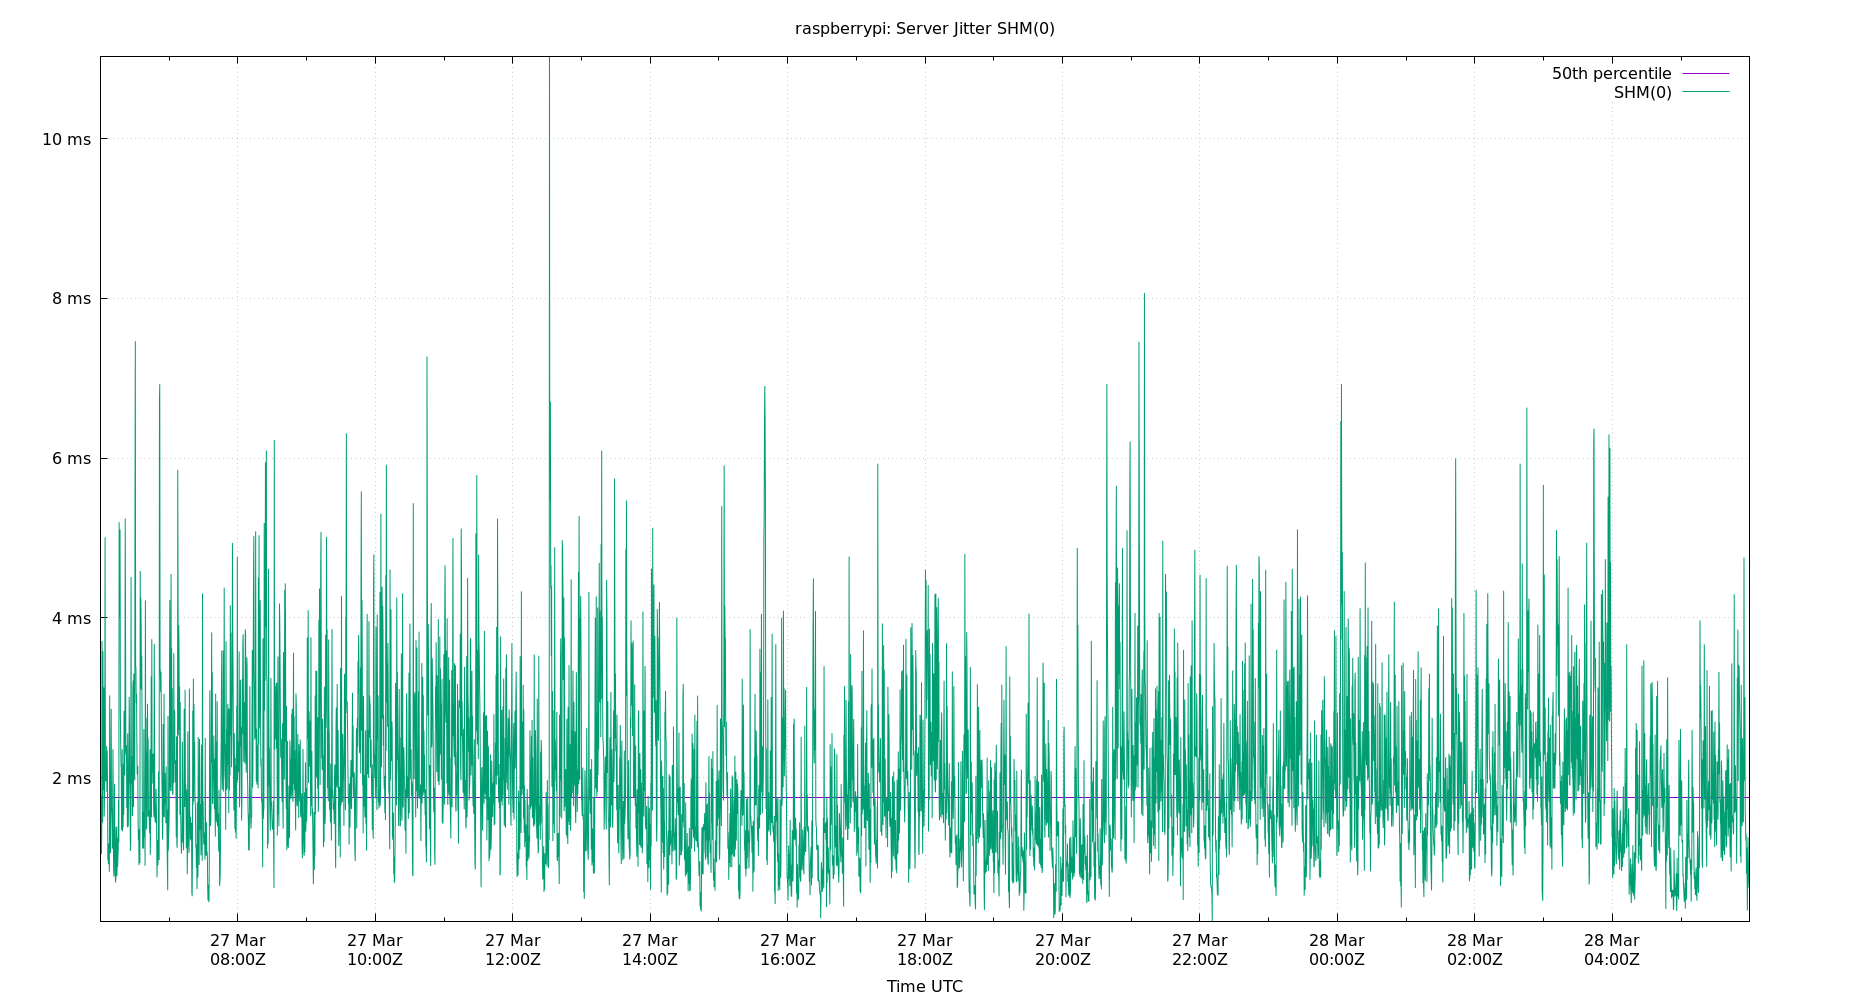 raspberrypi: Server Jitter SHM(0)
50th percentile
SHM(0)
10 ms
8 ms
6 ms
4 ms
2 ms
27 Mar 27 Mar 27 Mar 27 Mar 27 Mar 27 Mar 27 Mar 27 Mar 28 Mar 28 Mar 28 Mar
08:00Z 10:00Z 12:00Z 14:00Z 16:00Z 18:00Z 20:00Z 22:00Z 00:00Z 02:00Z 04:00Z
Time UTC